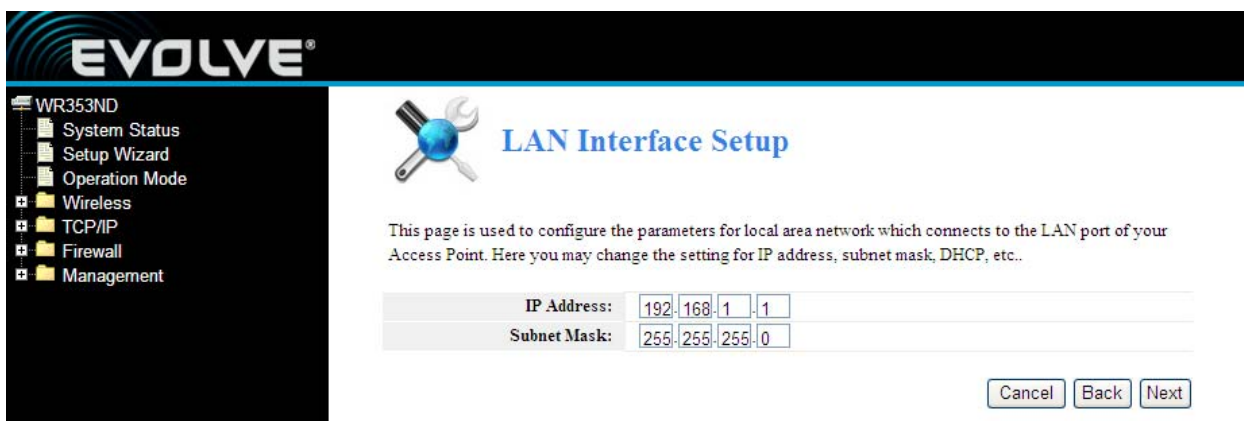 EVOLVE®
WR353ND
System Status
Setup Wizard
Operation Mode
Wireless
TCP/IP
Firewall
Management
LAN Interface Setup
This page is used to configure the parameters for local area network which connects to the LAN port of your
Access Point. Here you may change the setting for IP address, subnet mask, DHCP, etc..
IP Address: 192.168.1.1
Subnet Mask: 255.255.255.0
Cancel Back Next